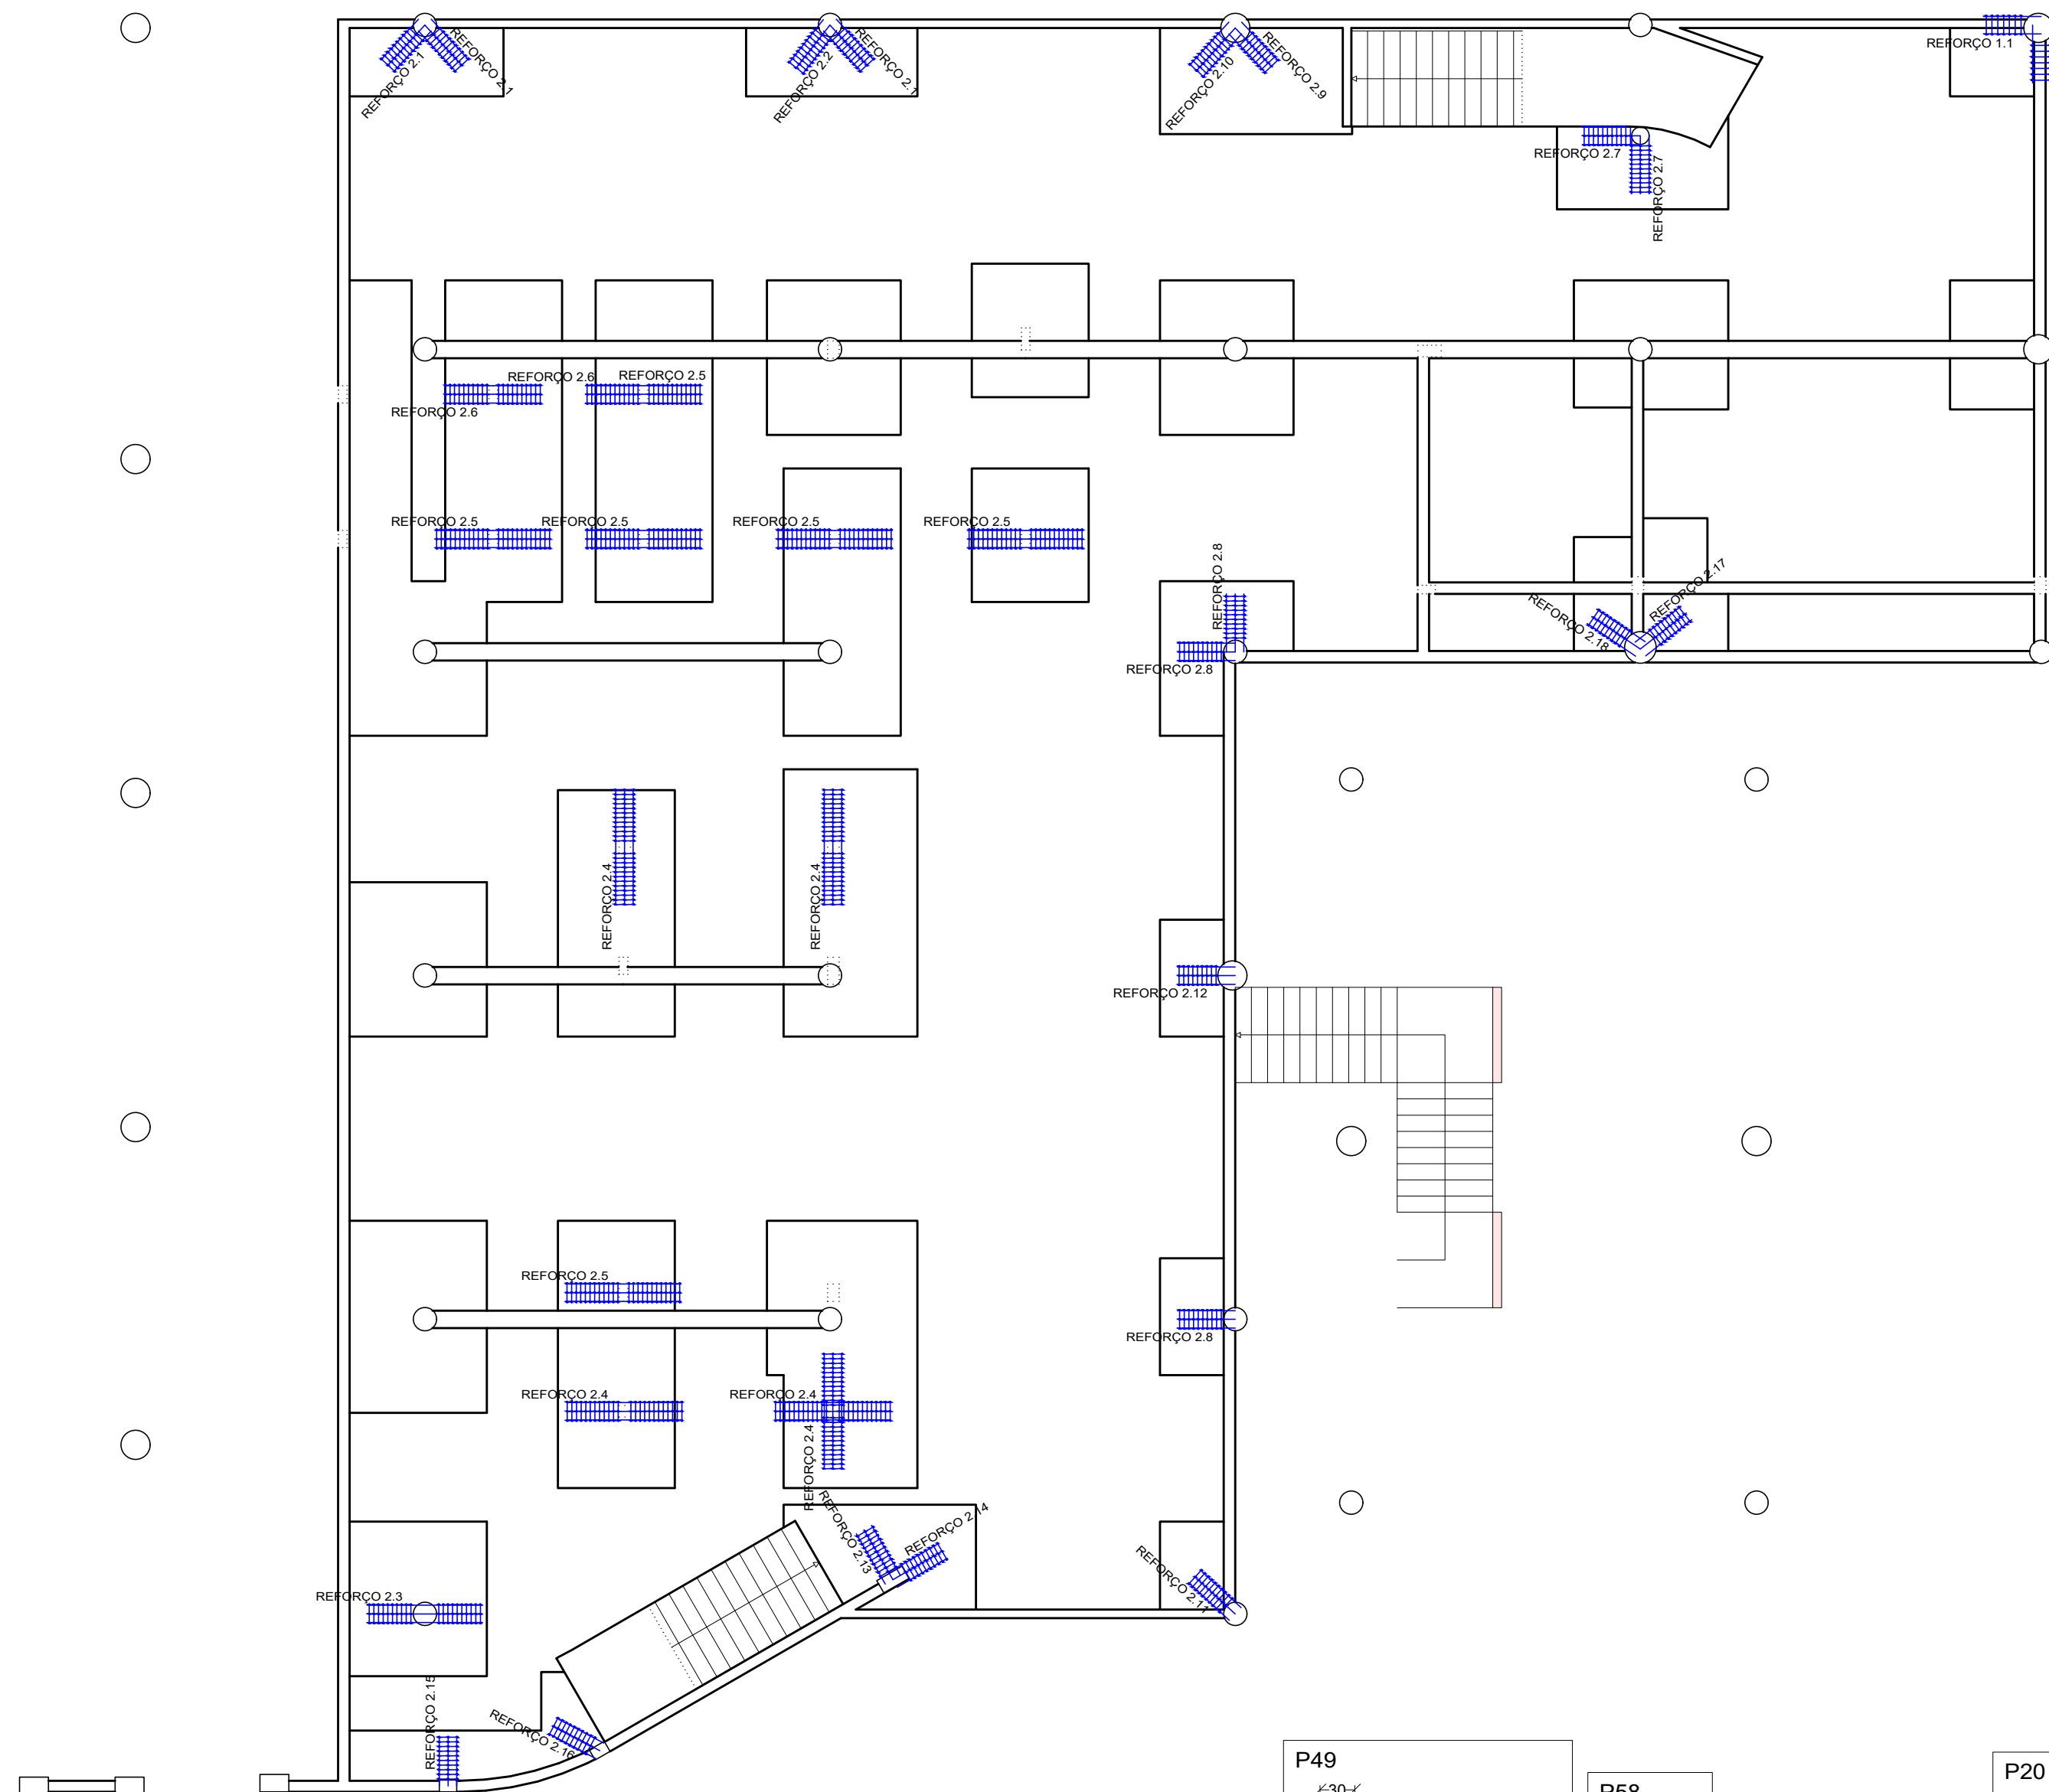 REFORÇO 2.1
REFORÇO 2.1
REFORÇO 2.2
REFORÇO 2.1
REFORÇO 2.10
REFORÇO 2.9
REFORÇO 1.1
REFORÇO 2.7
REFORÇO 2.7
REFORÇO 2.6
REFORÇO 2.5
REFORÇO 2.6
REFORÇO 2.5
REFORÇO 2.5
REFORÇO 2.5
REFORÇO 2.5
REFORÇO 2.8
REFORÇO 2.17
REFORÇO 2.18
REFORÇO 2.8
REFORÇO 2.4
REFORÇO 2.4
REFORÇO 2.12
REFORÇO 2.5
REFORÇO 2.8
REFORÇO 2.4
REFORÇO 2.4
REFORÇO 2.4
REFORÇO 2.13
REFORÇO 2.14
REFORÇO 2.3
REFORÇO 2.11
REFORÇO 2.15
REFORÇO 2.16
P49
30
P58
P20